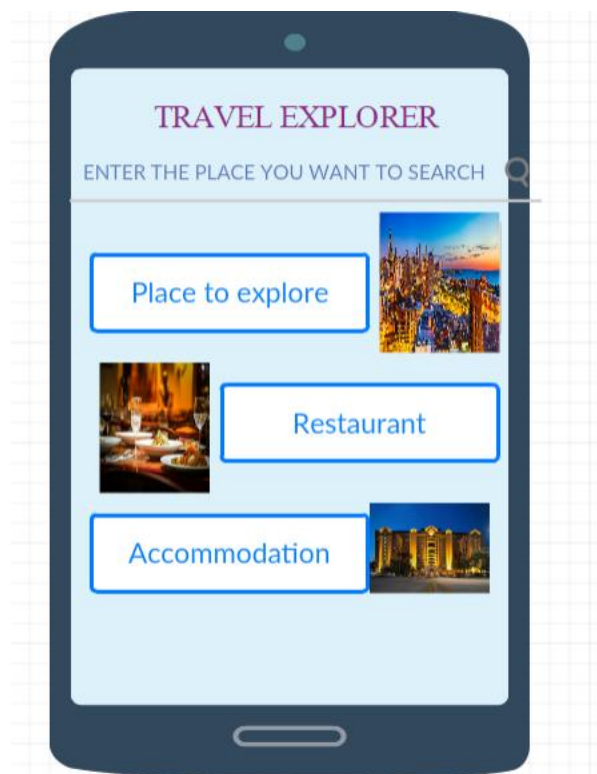 TRAVEL EXPLORER
ENTER THE PLACE YOU WANT TO SEARCH
Place to explore
Restaurant
Accommodation